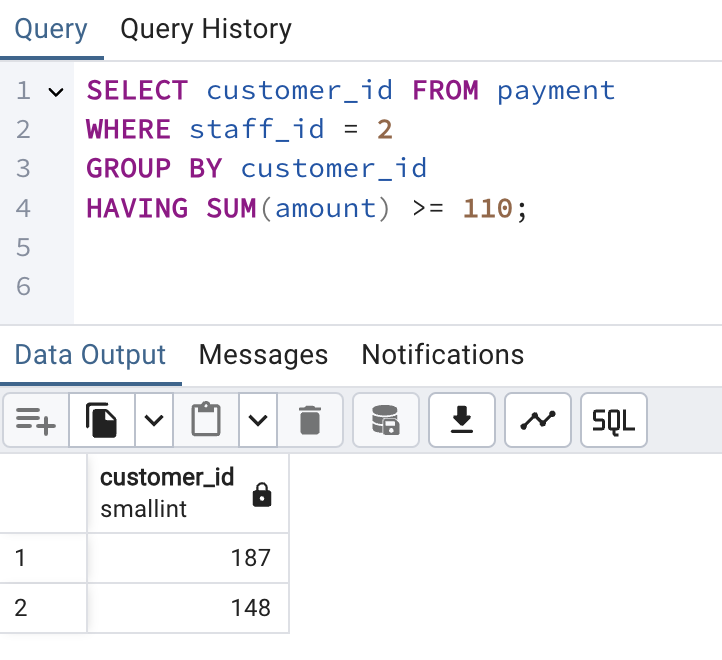 Query Query History
1 SELECT customer_id FROM payment
2 WHERE staff_id = 2
3 GROUP BY customer_id
4 HAVING SUM(amount) >= 110;
5
6
Data Output Messages Notifications
SQL
customer_id
smallint
1 187
2 148